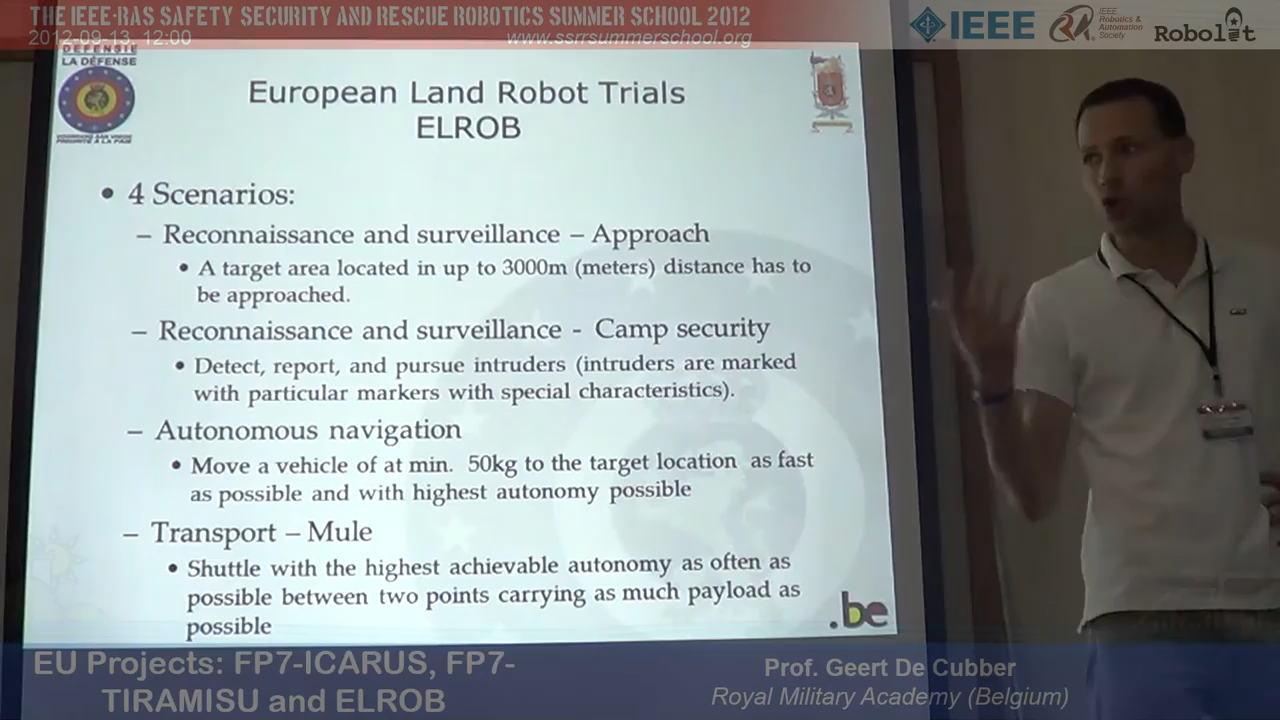 THE IEEE-RAS SAFETY SECURITY AND RESCUE ROBOTICS SUMMER SCHOOL 2012
2012-09-13, 12:00
www.ssrrsummerschool.org
IEEE
IEEE
Robotics &
Automation
Society
Robolit
DEFENSIE
LA DEFENSE
European Land Robot Trials
ELROB
• 4 Scenarios:
– Reconnaissance and surveillance – Approach
• A target area located in up to 3000m (meters) distance has to
be approached.
– Reconnaissance and surveillance - Camp security
• Detect, report, and pursue intruders (intruders are marked
with particular markers with special characteristics).
– Autonomous navigation
• Move a vehicle of at min. 50kg to the target location as fast
as possible and with highest autonomy possible
– Transport – Mule
• Shuttle with the highest achievable autonomy as often as
possible between two points carrying as much payload as
possible
.be
EU Projects: FP7-ICARUS, FP7-
TIRAMISU and ELROB
Prof. Geert De Cubber
Royal Military Academy (Belgium)